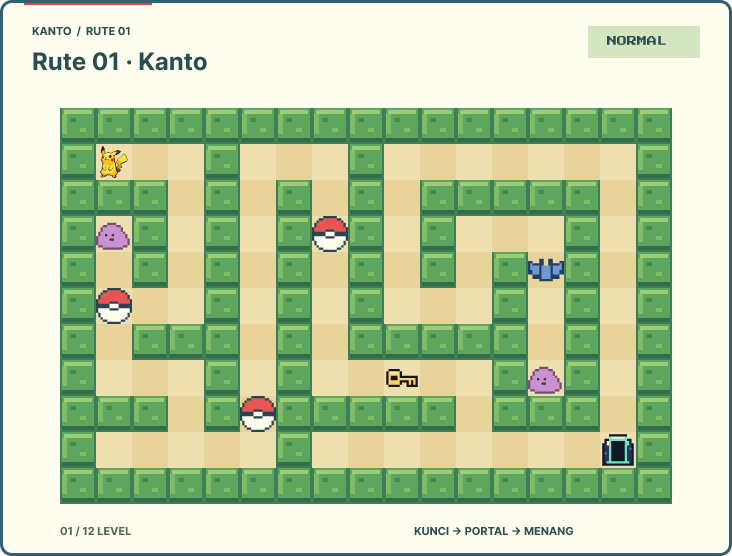 KANTO / RUTE 01
Rute 01 · Kanto
NORMAL
01 / 12 LEVEL
KUNCI → PORTAL → MENANG